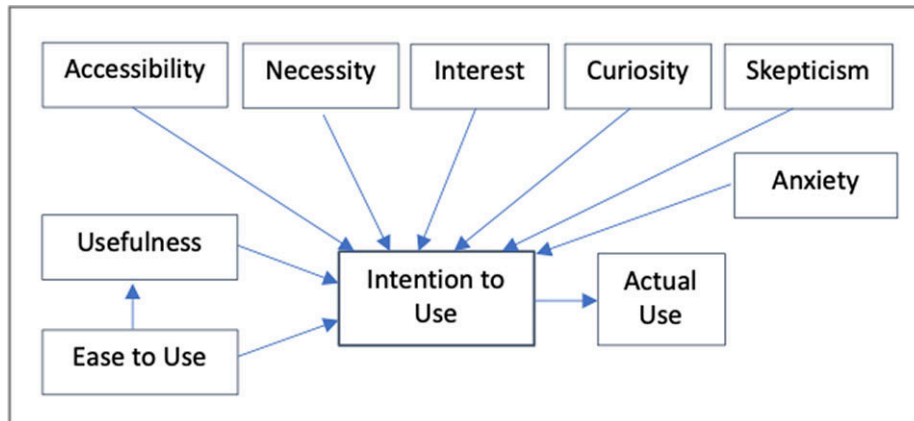 Accessibility
Necessity
Interest
Curiosity
Skepticism
Anxiety
Usefulness
Intention to
Use
Actual
Use
Ease to Use